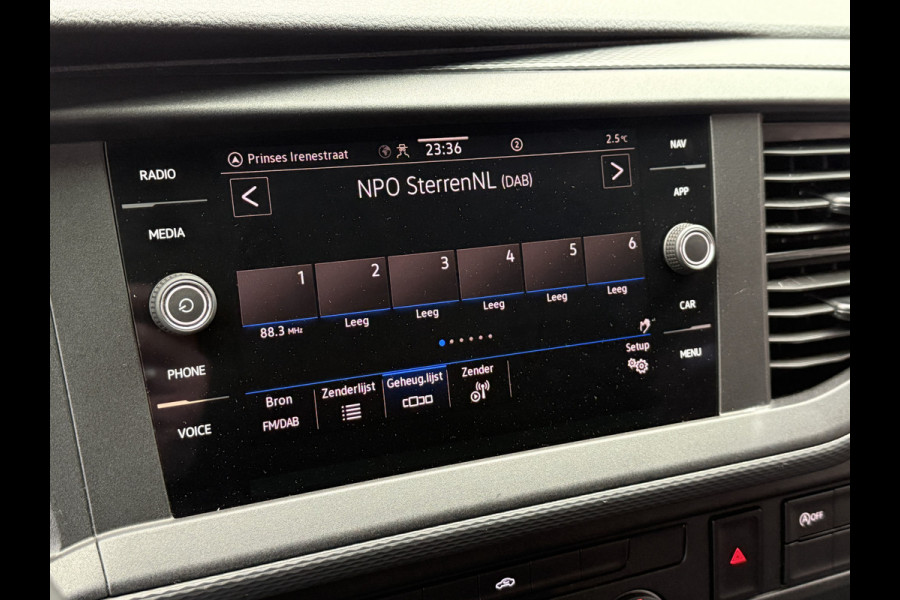 RADIO
MEDIA
PHONE
VOICE
Prinses Irenestraat
23:36
2
2.5°C
NPO SterrenNL (DAB)
1
2
3
4
5
6
88.3 MHz
Leeg
Leeg
Leeg
Leeg
Leeg
Setup
Bron
FM/DAB
Zenderlijst
Geheug.lijst
Zender
NAV
APP
CAR
MENU
A OFF